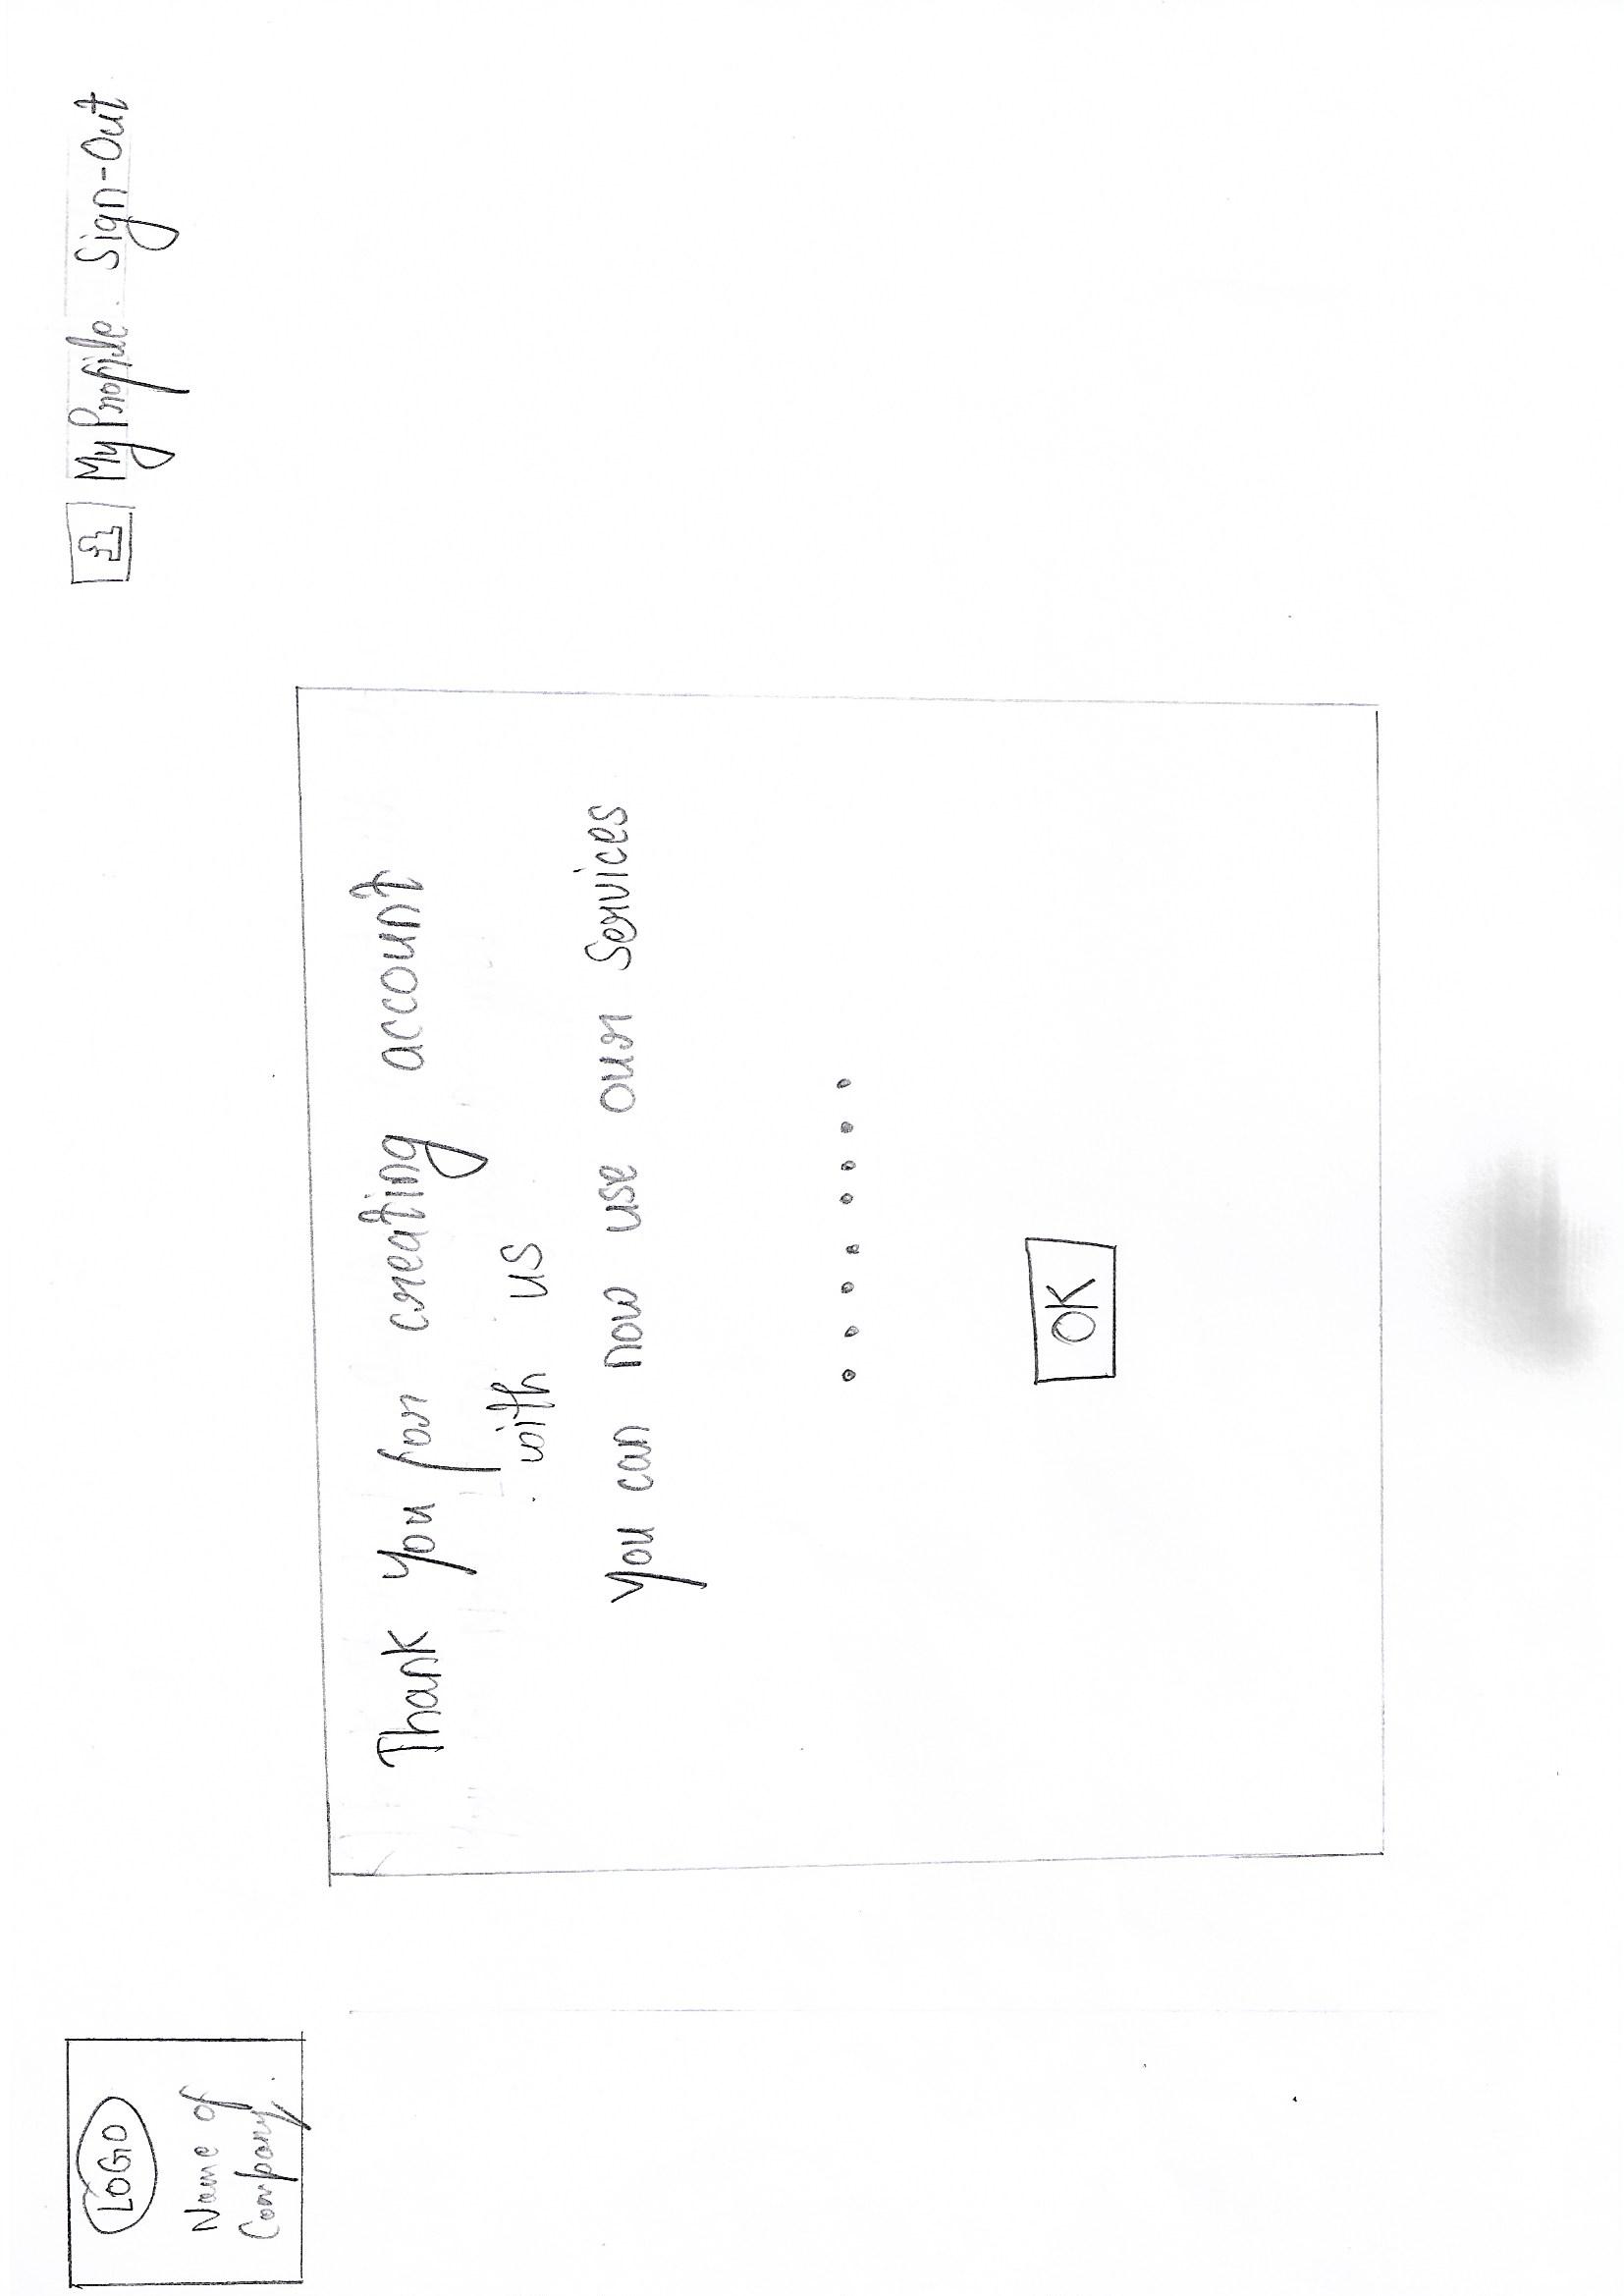 LOGO
Name of
Company.
My Profile Sign-Out
Thank You for creating account
with us
You can now use our Services
........
OK